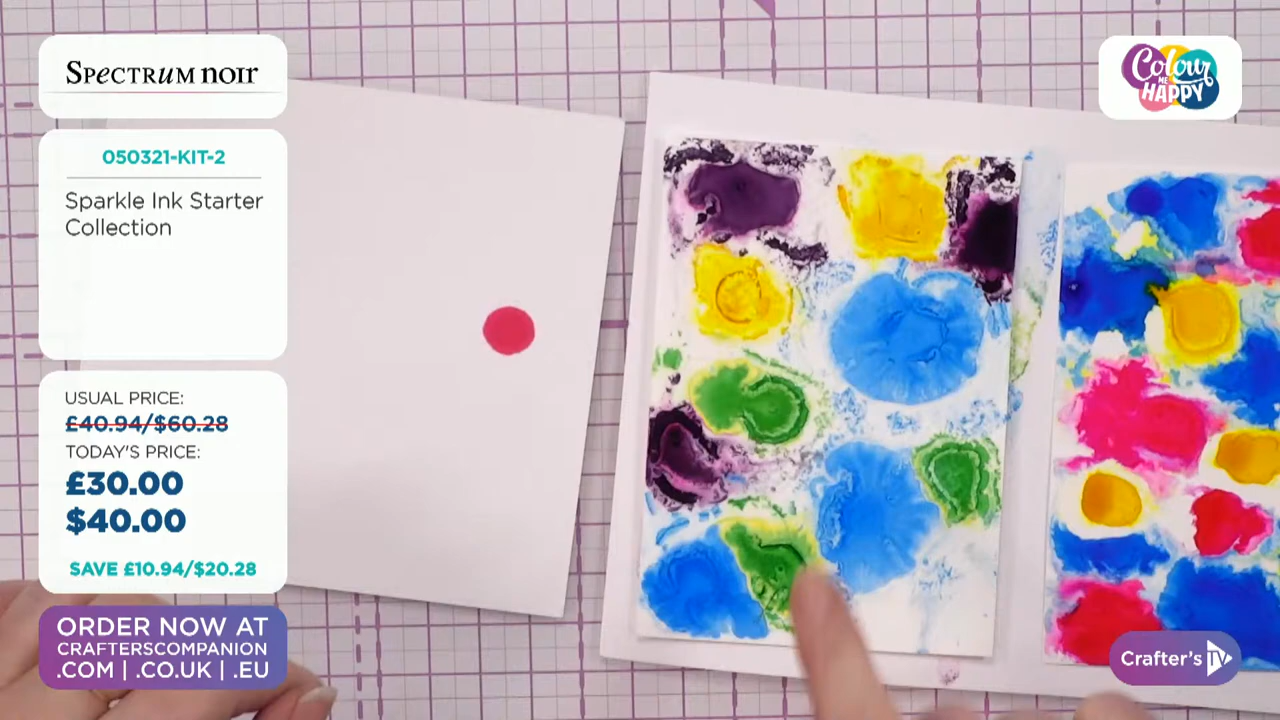 SPECTRUM NOIR
050321-KIT-2
Sparkle Ink Starter
Collection
USUAL PRICE:
£40.94/$60.28
TODAY'S PRICE:
£30.00
$40.00
SAVE £10.94/$20.28
ORDER NOW AT
CRAFTERSCOMPANION
.COM | .CO.UK | .EU
Colour
ME
HAPPY
Crafter's TV